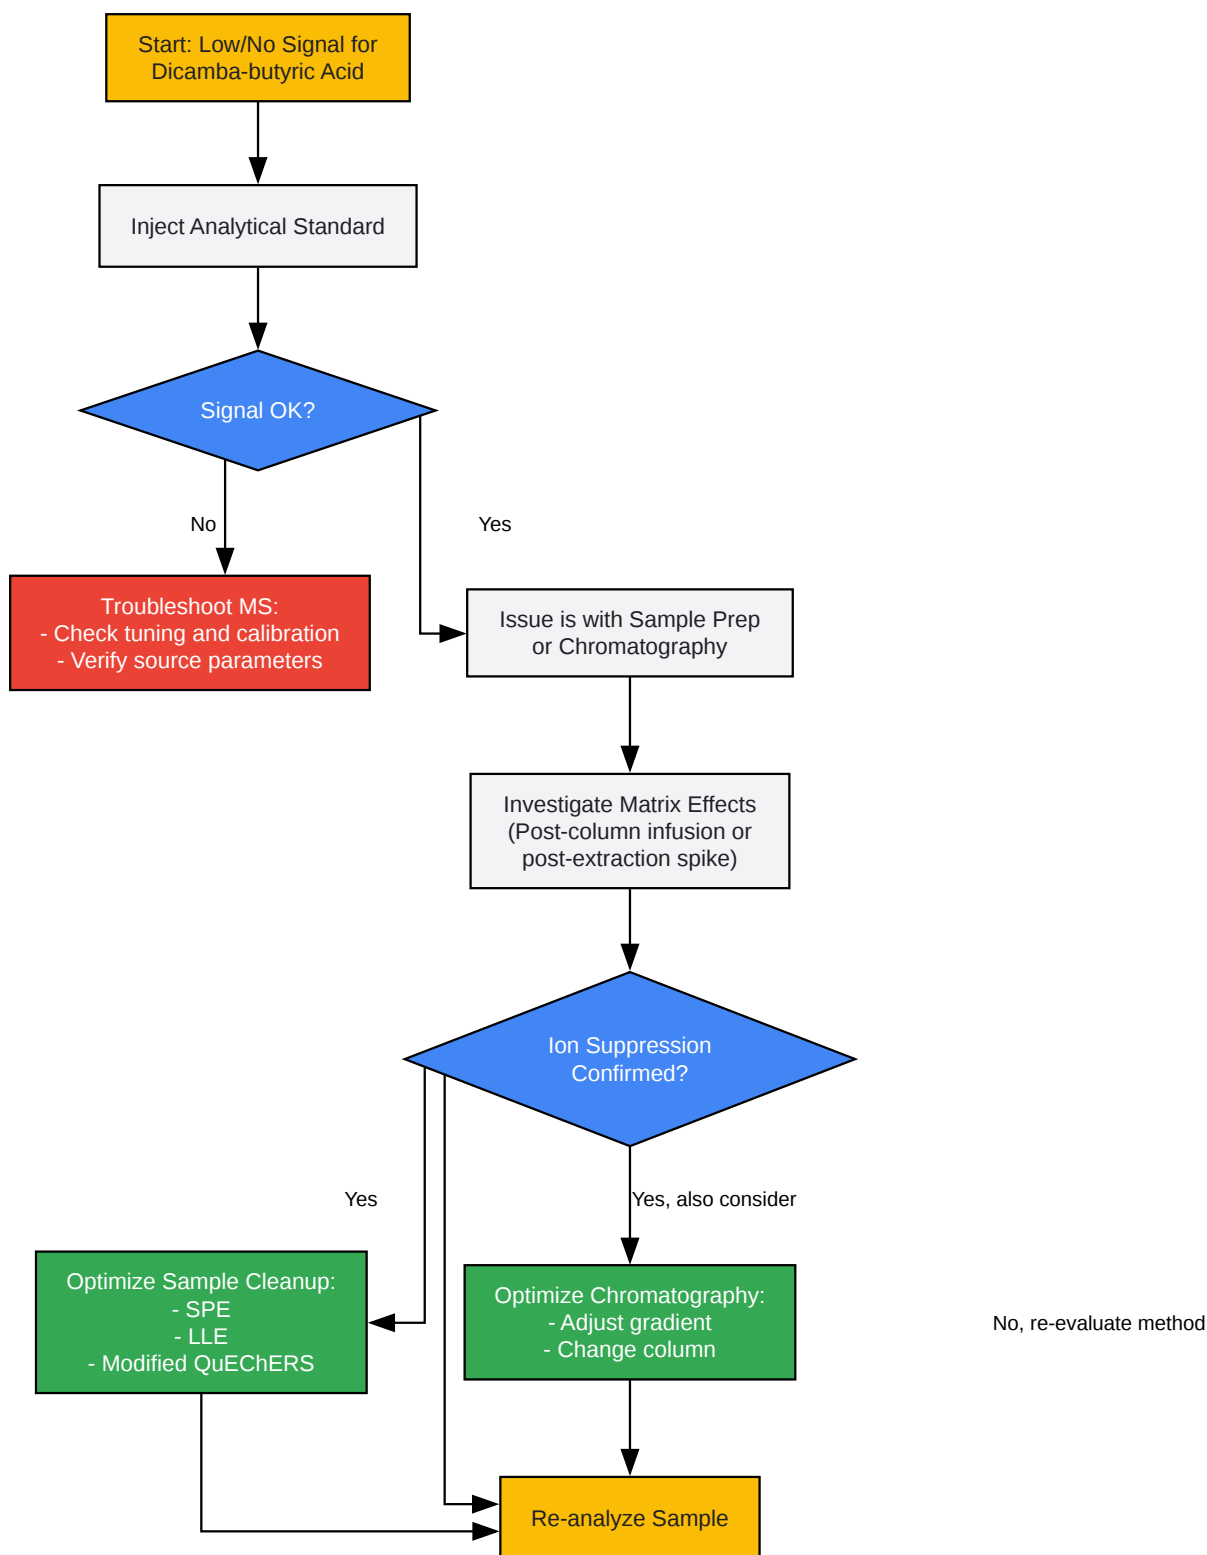 Start: Low/No Signal for
Dicamba-butyric Acid
Inject Analytical Standard
Signal OK?
No
Yes
Troubleshoot MS:
- Check tuning and calibration
- Verify source parameters
Issue is with Sample Prep
or Chromatography
Investigate Matrix Effects
(Post-column infusion or
post-extraction spike)
Ion Suppression
Confirmed?
Yes
Yes, also consider
Optimize Sample Cleanup:
- SPE
- LLE
- Modified QuEChERS
Optimize Chromatography:
- Adjust gradient
- Change column
No, re-evaluate method
Re-analyze Sample